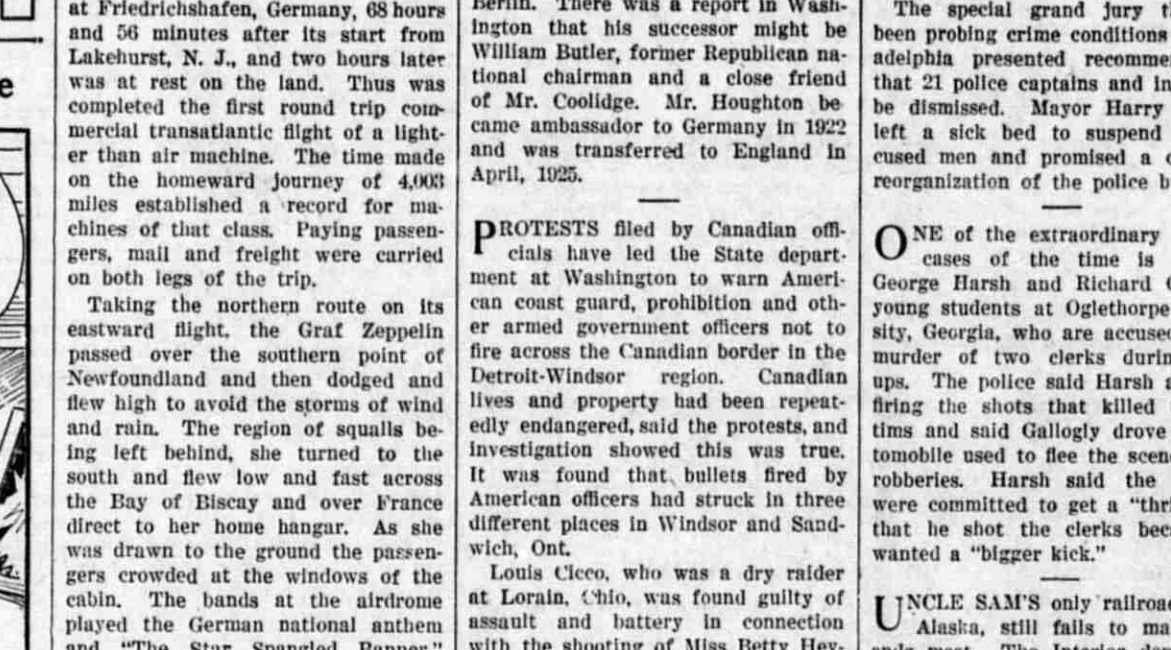 e
at Friedrichshafen, Germany, 68 hours
and 56 minutes after its start from
Lakehurst, N. J., and two hours later
was at rest on the land. Thus was
completed the first round trip com-
mercial transatlantic flight of a light-
er than air machine. The time made
on the homeward journey of 4,003
miles established a record for ma-
chines of that class. Paying passen-
gers, mail and freight were carried
on both legs of the trip.
Taking the northern route on its
eastward flight, the Graf Zeppelin
passed over the southern point of
Newfoundland and then dodged and
flew high to avoid the storms of wind
and rain. The region of squalls be-
ing left behind, she turned to the
south and flew low and fast across
the Bay of Biscay and over France
direct to her home hangar. As she
was drawn to the ground the passen-
gers crowded at the windows of the
cabin. The bands at the airdrome
played the German national anthem
and "The Star Spangled Banner"
Berlin. There was a report in Wash-
ington that his successor might be
William Butler, former Republican na-
tional chairman and a close friend
of Mr. Coolidge. Mr. Houghton be
came ambassador to Germany in 1922
and was transferred to England in
April, 1925.
PROTESTS filed by Canadian offi-
cials have led the State depart-
ment at Washington to warn Ameri-
can coast guard, prohibition and oth-
er armed government officers not to
fire across the Canadian border in the
Detroit-Windsor region. Canadian
lives and property had been repeat-
edly endangered, said the protests, and
investigation showed this was true.
It was found that bullets fired by
American officers had struck in three
different places in Windsor and Sand-
wich, Ont.
Louis Cicco, who was a dry raider
at Lorain, Ohio, was found guilty of
assault and battery in connection
with the shooting of Miss Betty Hey-
The special grand jury
been probing crime conditions
adelphia presented recomme
that 21 police captains and in
be dismissed. Mayor Harry
left a sick bed to suspend
cused men and promised a
reorganization of the police b
ONE of the extraordinary
cases of the time is
George Harsh and Richard
young students at Oglethorpe
sity, Georgia, who are accused
murder of two clerks durin
ups. The police said Harsh
firing the shots that killed
tims and said Gallogly drove
tomobile used to flee the scene
robberies. Harsh said the
were committed to get a "thr
that he shot the clerks bec
wanted a "bigger kick."
UNCLE SAM'S only railroad
Alaska, still fails to ma
ends meet. The Interior de